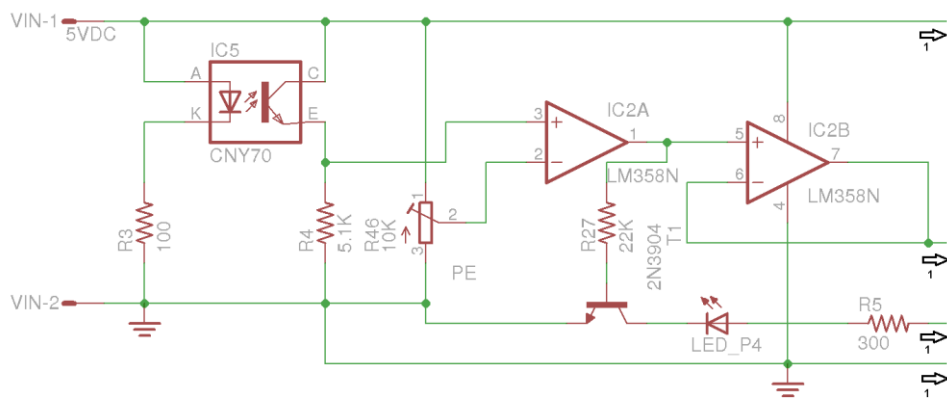 VIN-1
5VDC
IC5
A
C
K
E
CNY70
R3
100
R4
5.1K
R46
10K
1
2
3
PE
IC2A
3
+
2
−
1
LM358N
R27
22K
2N3904
T1
IC2B
8
5
+
6
−
7
4
LM358N
VIN-2
LED_P4
R5
300
1
1
1
1